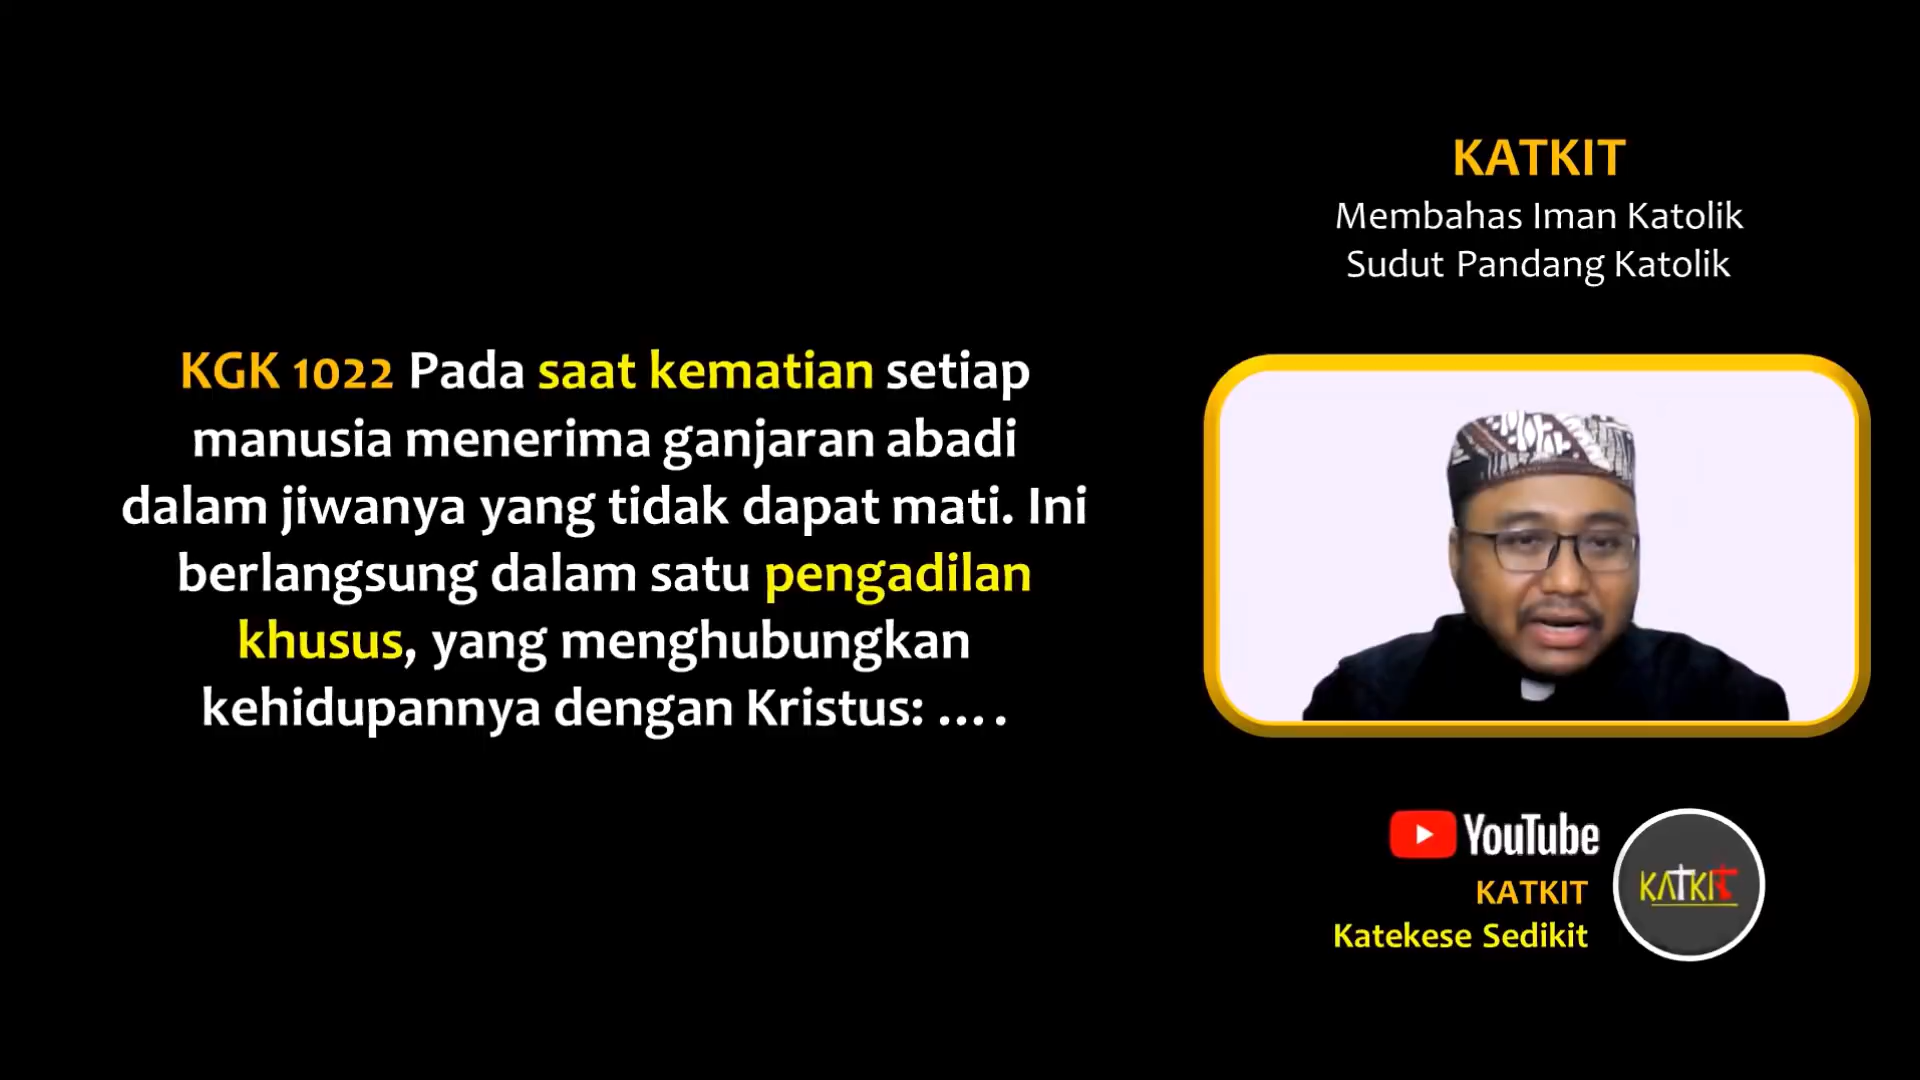 KATKIT
Membahas Iman Katolik
Sudut Pandang Katolik
KGK 1022 Pada saat kematian setiap
manusia menerima ganjaran abadi
dalam jiwanya yang tidak dapat mati. Ini
berlangsung dalam satu pengadilan
khusus, yang menghubungkan
kehidupannya dengan Kristus: ....
YouTube
KATKIT
Katekese Sedikit
KATKIT